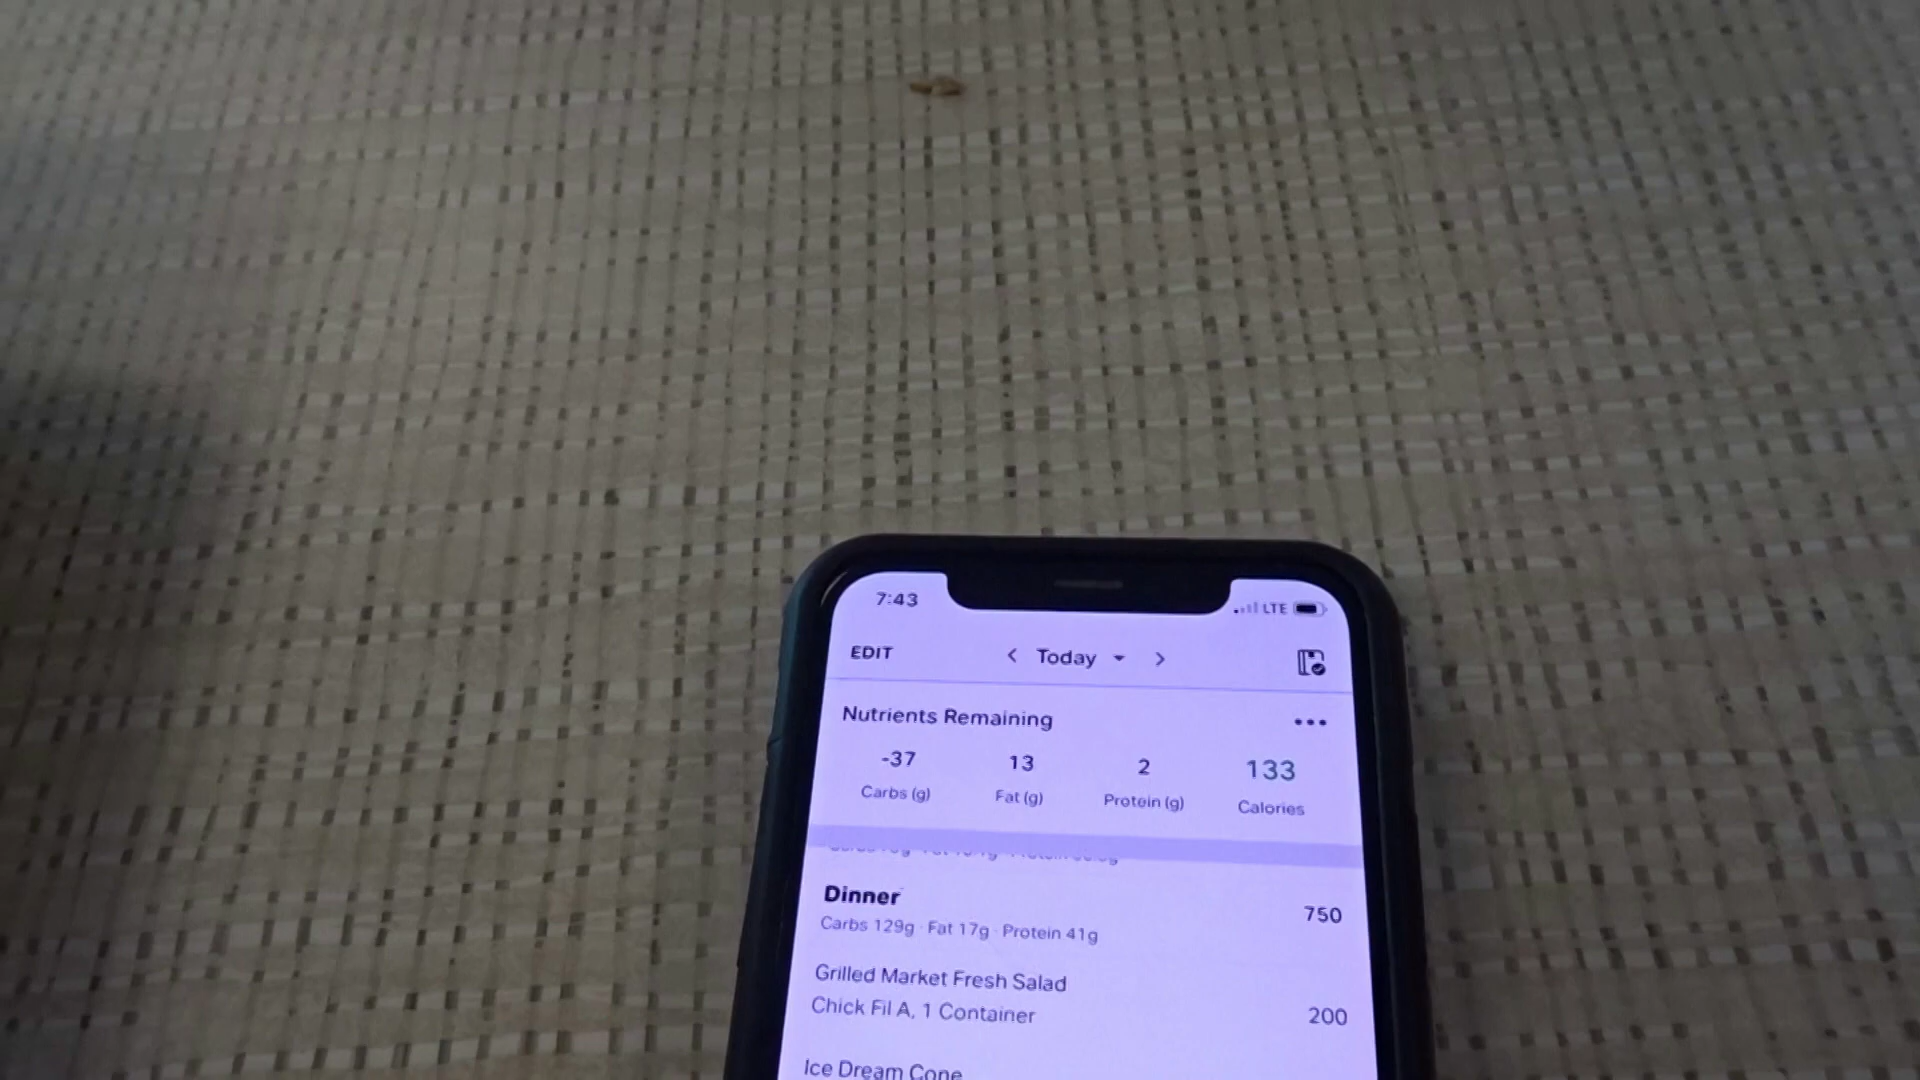 7:43 LTE
EDIT < Today >
Nutrients Remaining •••
-37 13 2 133
Carbs (g) Fat (g) Protein (g) Calories
Dinner 750
Carbs 129g · Fat 17g · Protein 41g
Grilled Market Fresh Salad
Chick Fil A, 1 Container 200
Ice Dream Cone